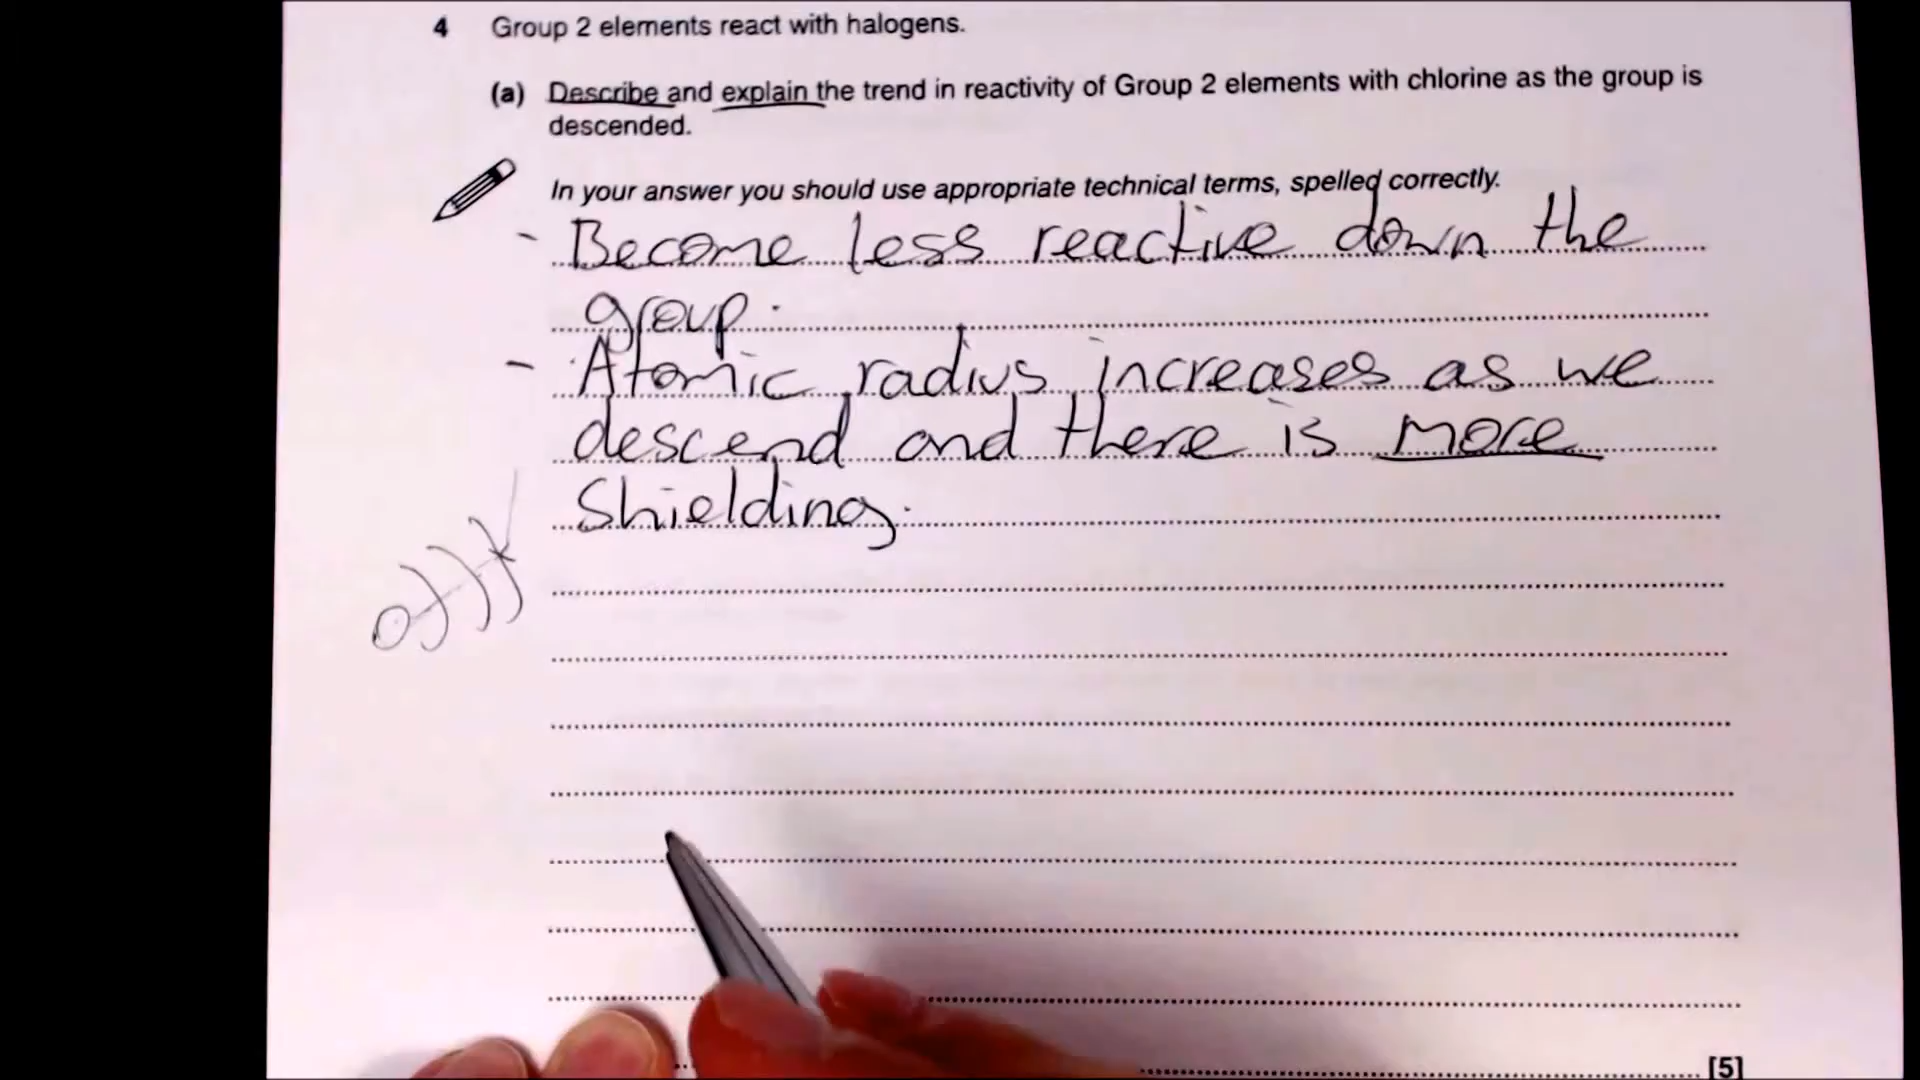 4 Group 2 elements react with halogens.
(a) Describe and explain the trend in reactivity of Group 2 elements with chlorine as the group is
descended.
In your answer you should use appropriate technical terms, spelled correctly.
- Become less reactive down the
group.
- Atomic radius increases as we
descend and there is more
Shielding.
[5]